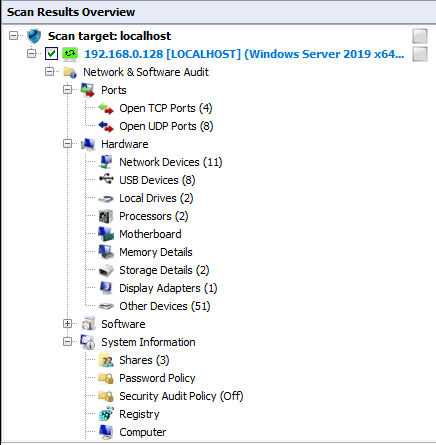 Scan Results Overview
Scan target: localhost
192.168.0.128 [LOCALHOST] (Windows Server 2019 x64...
Network & Software Audit
Ports
Open TCP Ports (4)
Open UDP Ports (8)
Hardware
Network Devices (11)
USB Devices (8)
Local Drives (2)
Processors (2)
Motherboard
Memory Details
Storage Details (2)
Display Adapters (1)
Other Devices (51)
Software
System Information
Shares (3)
Password Policy
Security Audit Policy (Off)
Registry
Computer